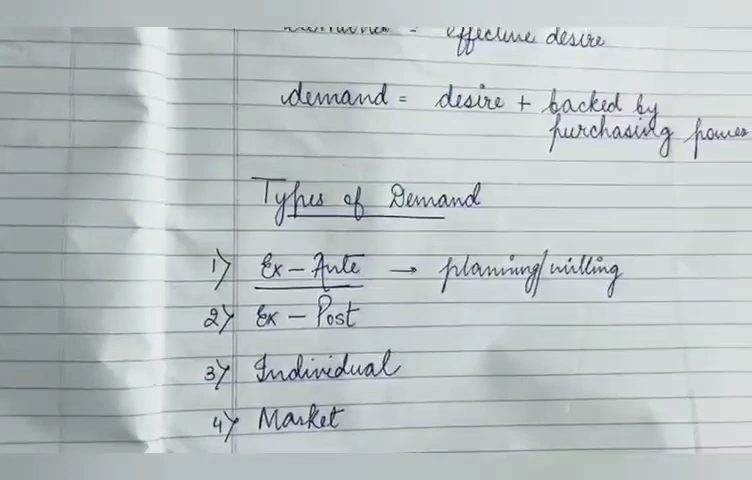 = effective desire
demand = desire + backed by
purchasing power
Types of Demand
1) Ex - Ante → planning/willing
2) Ex - Post
3) Individual
4) Market